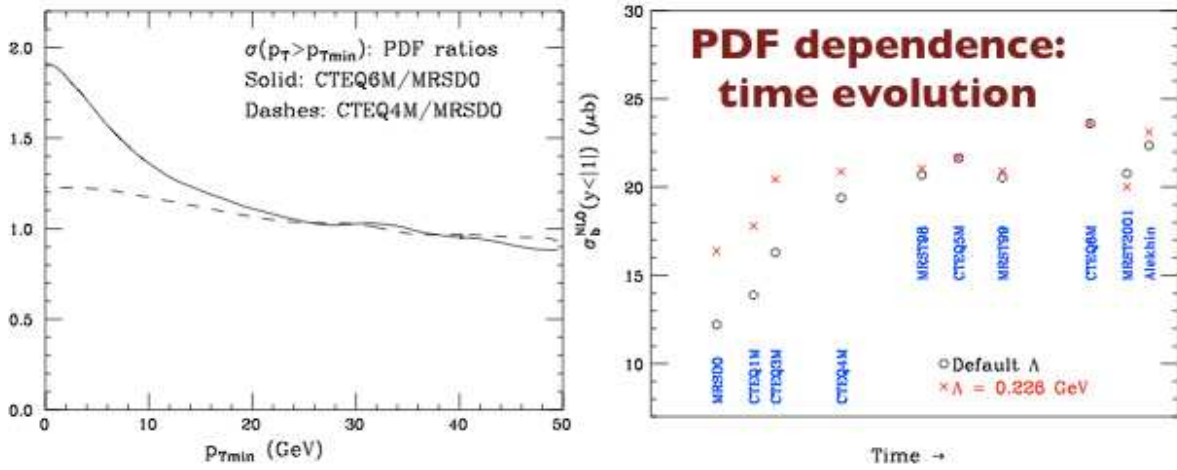 σ(p_T>p_Tmin): PDF ratios
Solid: CTEQ6M/MRSD0
Dashes: CTEQ4M/MRSD0
2.0
1.5
1.0
0.5
0.0
0 10 20 30 40 50
p_Tmin (GeV)
PDF dependence:
time evolution
30
25
20
15
10
σ_b^NLO(y<|1|) (μb)
MRSD0
CTEQ1M
CTEQ3M
CTEQ4M
MRST98
CTEQ5M
MRST99
CTEQ6M
MRST2001
Alekhin
○ Default Λ
× Λ = 0.226 GeV
Time →